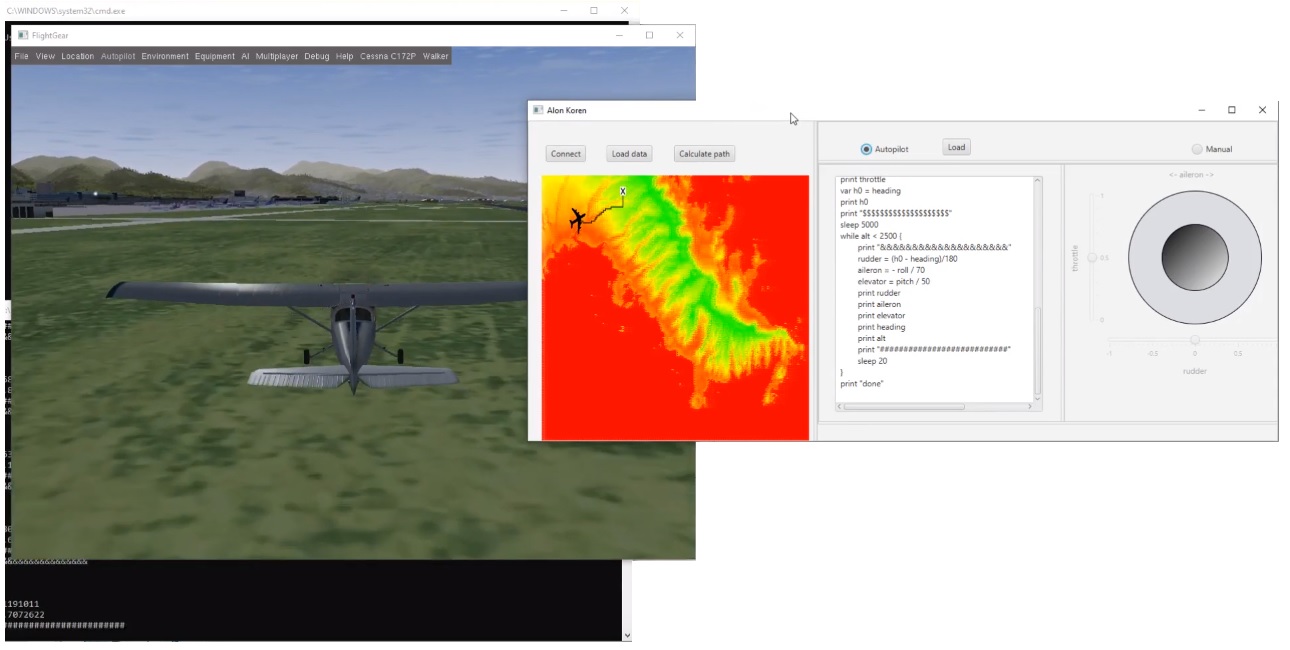 C:\WINDOWS\system32\cmd.exe
FlightGear
File View Location Autopilot Environment Equipment AI Multiplayer Debug Help Cessna C172P Walker
Alon Koren
Connect Load data Calculate path
X
Autopilot Load Manual
print throttle
var h0 = heading
print h0
print "$$$$$$$$$$$$$$$$$$$$"
sleep 5000
while alt < 2500 {
print "&&&&&&&&&&&&&&&&&&&&"
rudder = (h0 - heading)/180
aileron = - roll / 70
elevator = pitch / 50
print rudder
print aileron
print elevator
print heading
print alt
print "###########################"
sleep 20
}
print "done"
<- aileron ->
throttle
1
0.5
0
-1 -0.5 0 0.5
rudder
1191011
7072622
#######################